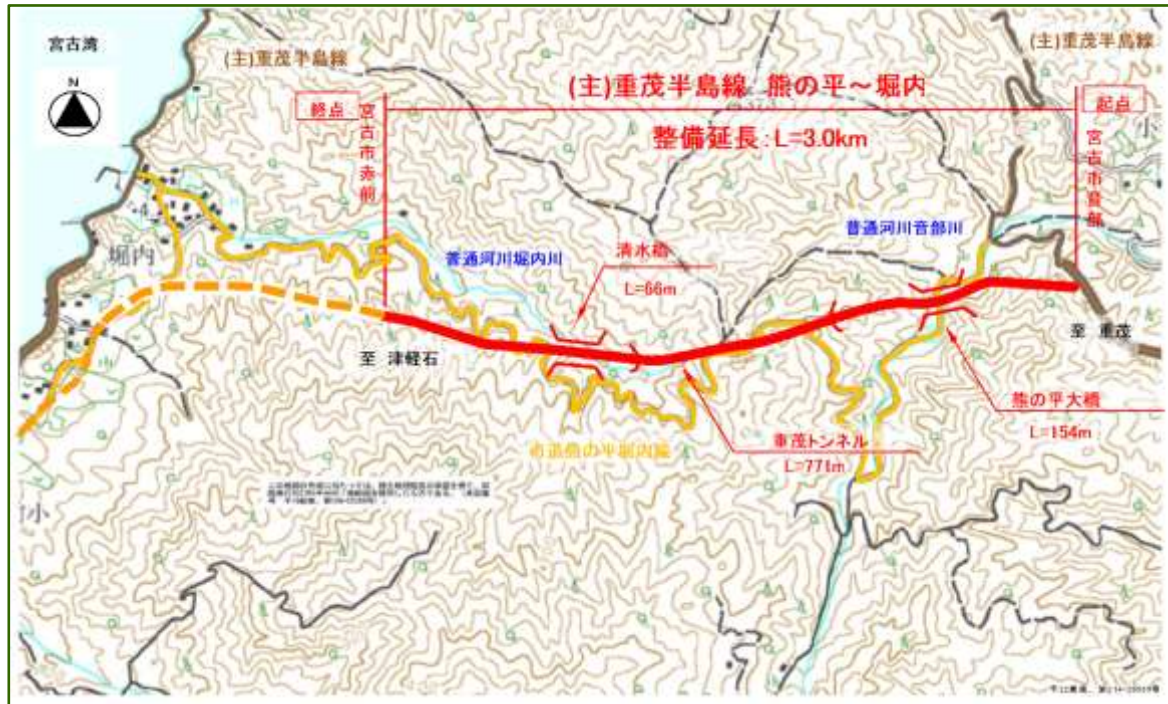 宮古湾
N
(主)重茂半島線
(主)重茂半島線
(主)重茂半島線 熊の平～堀内
整備延長:L=3.0km
終点
宮古市赤前
起点
宮古市音部
小
堀内
普通河川堀内川
清水橋
L=66m
普通河川音部川
至 津軽石
至 重茂
熊の平大橋
L=154m
重茂トンネル
L=771m
市道熊の平堀内線
小